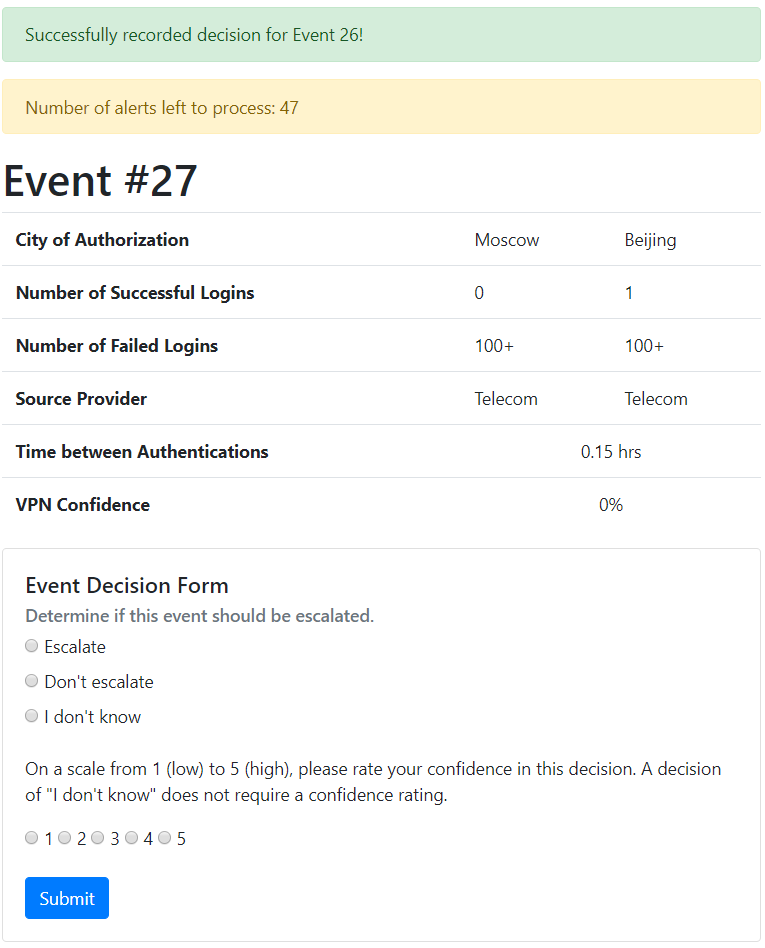 Successfully recorded decision for Event 26!
Number of alerts left to process: 47
Event #27
City of Authorization Moscow Beijing
Number of Successful Logins 0 1
Number of Failed Logins 100+ 100+
Source Provider Telecom Telecom
Time between Authentications 0.15 hrs
VPN Confidence 0%
Event Decision Form
Determine if this event should be escalated.
Escalate
Don't escalate
I don't know
On a scale from 1 (low) to 5 (high), please rate your confidence in this decision. A decision
of "I don't know" does not require a confidence rating.
1 2 3 4 5
Submit